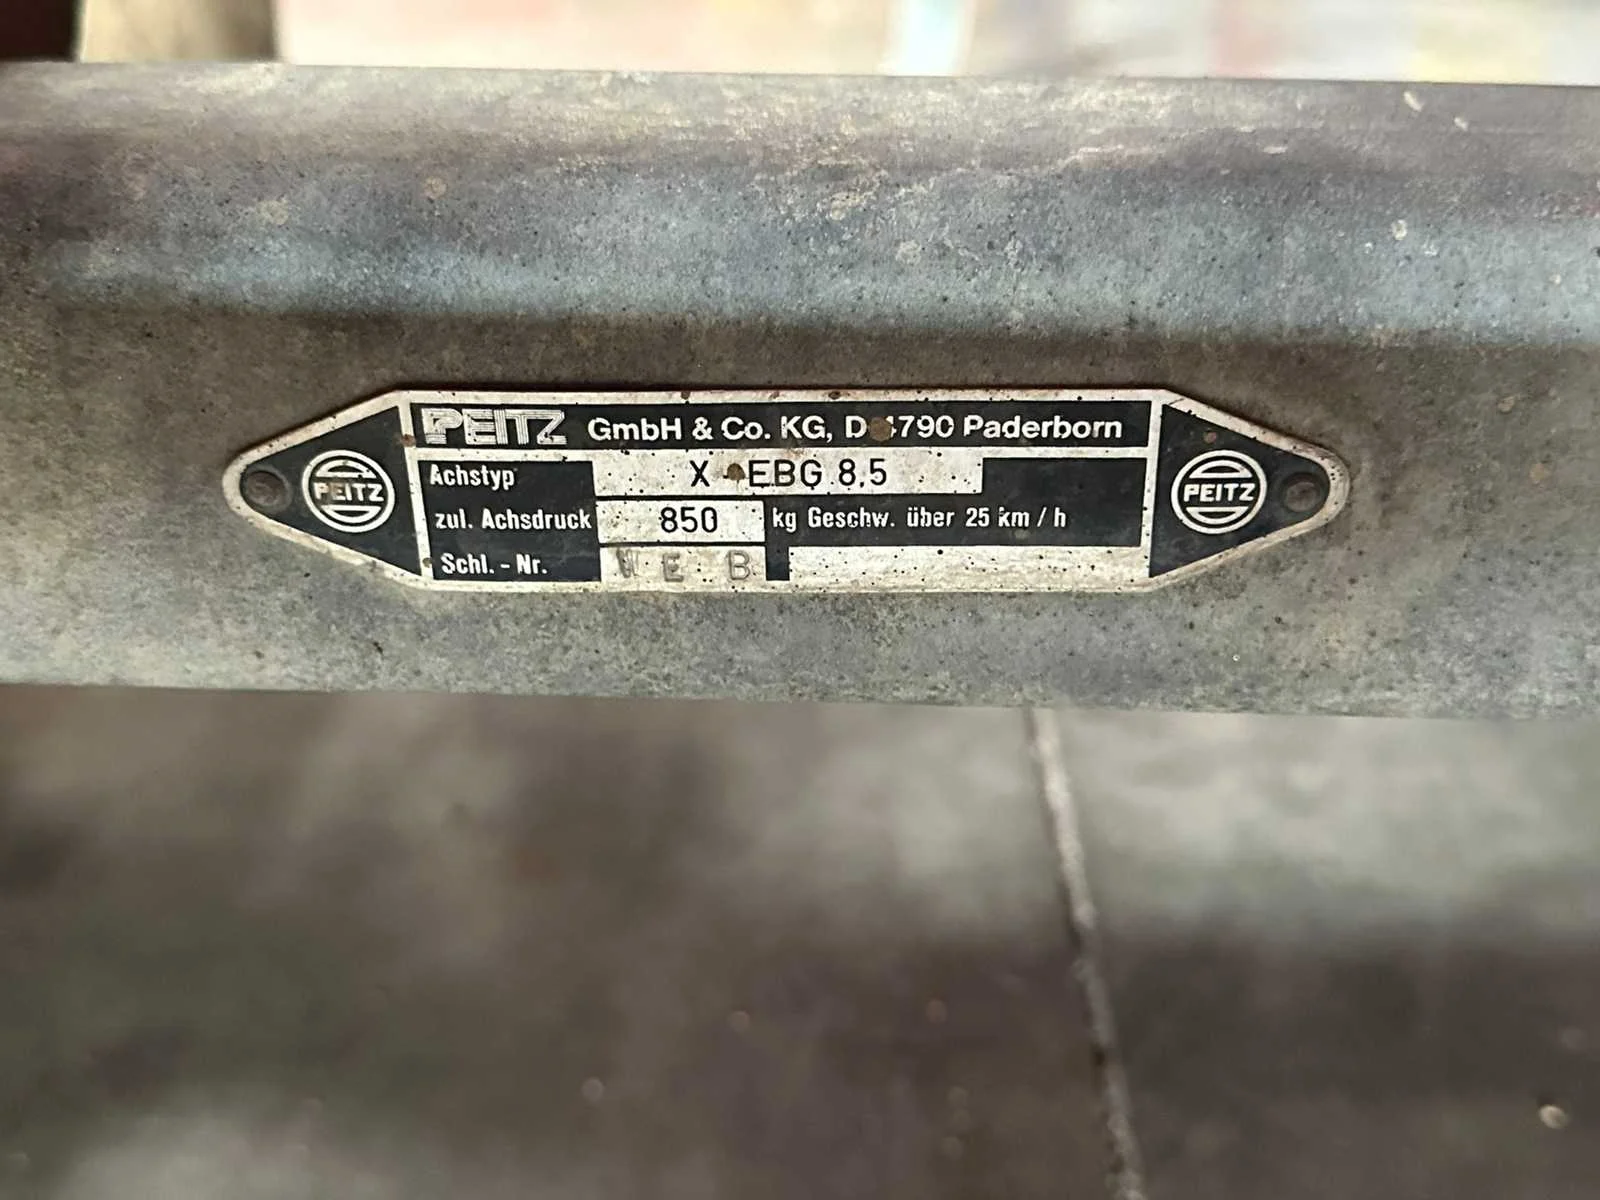 PEITZ GmbH & Co. KG, D-4790 Paderborn
PEITZ
Achstyp X-EBG 8,5
zul. Achsdruck 850 kg Geschw. über 25 km/h
Schl.-Nr. W E B
PEITZ